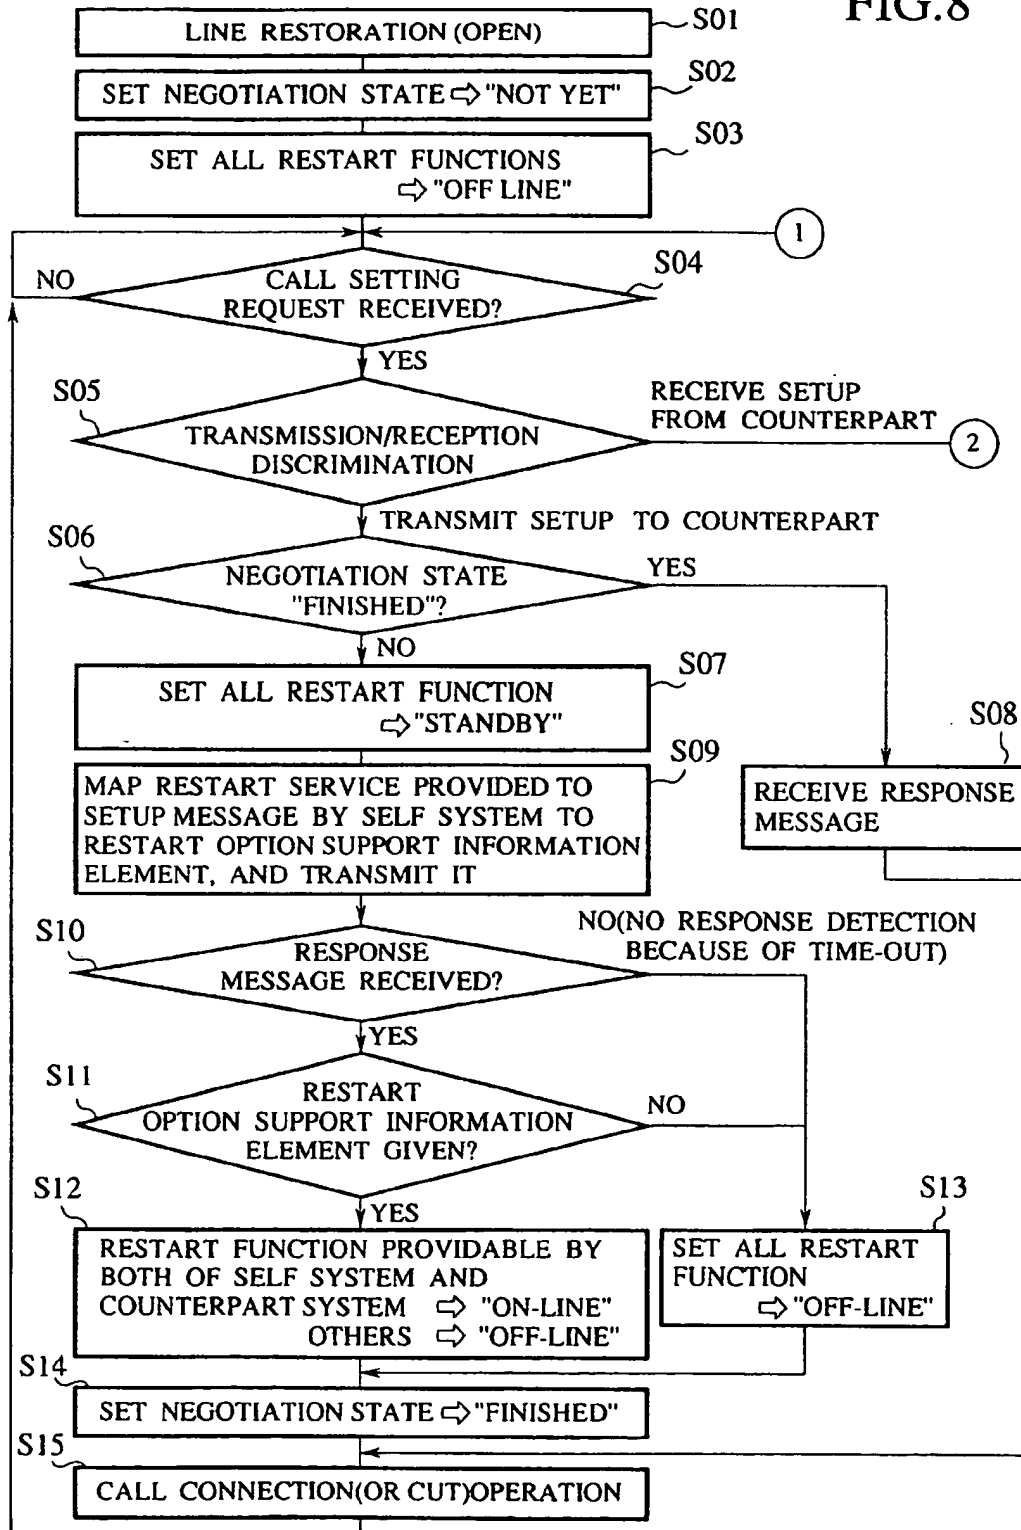 FIG.8
LINE RESTORATION (OPEN)
S01
SET NEGOTIATION STATE ⇨ "NOT YET"
S02
SET ALL RESTART FUNCTIONS
⇨ "OFF LINE"
S03
1
NO
CALL SETTING
REQUEST RECEIVED?
S04
YES
S05
TRANSMISSION/RECEPTION
DISCRIMINATION
RECEIVE SETUP
FROM COUNTERPART
2
TRANSMIT SETUP TO COUNTERPART
S06
NEGOTIATION STATE
"FINISHED"?
YES
NO
SET ALL RESTART FUNCTION
⇨ "STANDBY"
S07
S08
RECEIVE RESPONSE
MESSAGE
S09
MAP RESTART SERVICE PROVIDED TO
SETUP MESSAGE BY SELF SYSTEM TO
RESTART OPTION SUPPORT INFORMATION
ELEMENT, AND TRANSMIT IT
S10
RESPONSE
MESSAGE RECEIVED?
NO(NO RESPONSE DETECTION
BECAUSE OF TIME-OUT)
YES
S11
RESTART
OPTION SUPPORT INFORMATION
ELEMENT GIVEN?
NO
YES
S12
RESTART FUNCTION PROVIDABLE BY
BOTH OF SELF SYSTEM AND
COUNTERPART SYSTEM ⇨ "ON-LINE"
OTHERS ⇨ "OFF-LINE"
S13
SET ALL RESTART
FUNCTION
⇨ "OFF-LINE"
S14
SET NEGOTIATION STATE ⇨ "FINISHED"
S15
CALL CONNECTION(OR CUT)OPERATION